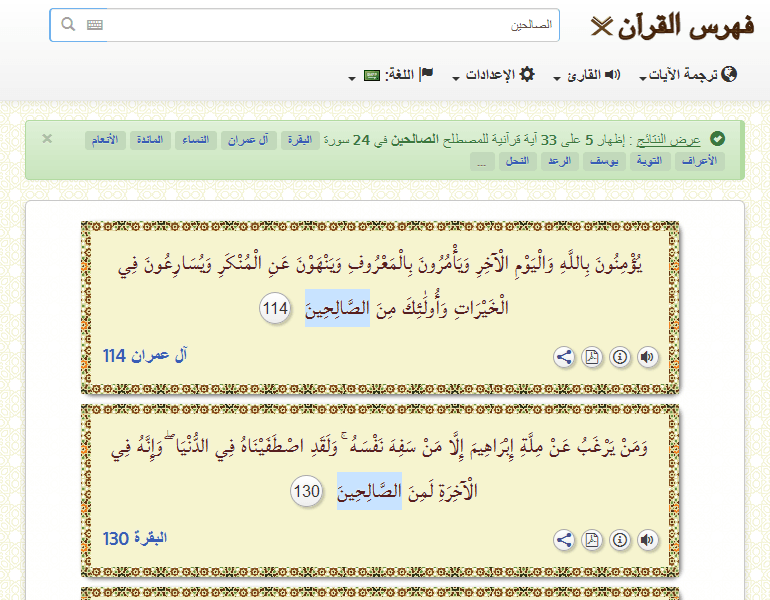 فهرس القرآن
الصالحين
ترجمة الآيات القارئ الإعدادات اللغة:
عرض النتائج : إظهار 5 على 33 آية قرآنية للمصطلح الصالحين في 24 سورة البقرة آل عمران النساء المائدة الأنعام ×
الأعراف التوبة يوسف الرعد النحل ...
يُؤْمِنُونَ بِاللَّهِ وَالْيَوْمِ الْآخِرِ وَيَأْمُرُونَ بِالْمَعْرُوفِ وَيَنْهَوْنَ عَنِ الْمُنْكَرِ وَيُسَارِعُونَ فِي
الْخَيْرَاتِ وَأُولَٰئِكَ مِنَ الصَّالِحِينَ 114
آل عمران 114
وَمَنْ يَرْغَبُ عَنْ مِلَّةِ إِبْرَاهِيمَ إِلَّا مَنْ سَفِهَ نَفْسَهُ ۚ وَلَقَدِ اصْطَفَيْنَاهُ فِي الدُّنْيَا ۖ وَإِنَّهُ فِي
الْآخِرَةِ لَمِنَ الصَّالِحِينَ 130
البقرة 130